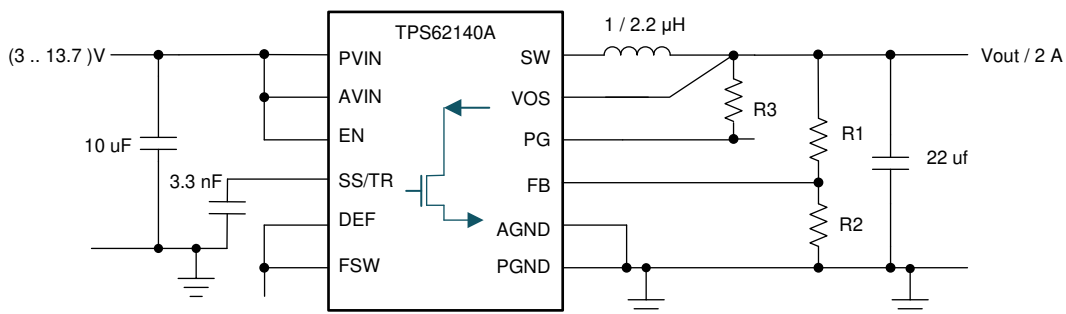 TPS62140A
1 / 2.2 µH
(3 .. 13.7 )V
PVIN
SW
Vout / 2 A
AVIN
VOS
R3
EN
PG
10 uF
R1
22 uf
3.3 nF
SS/TR
FB
DEF
AGND
R2
FSW
PGND